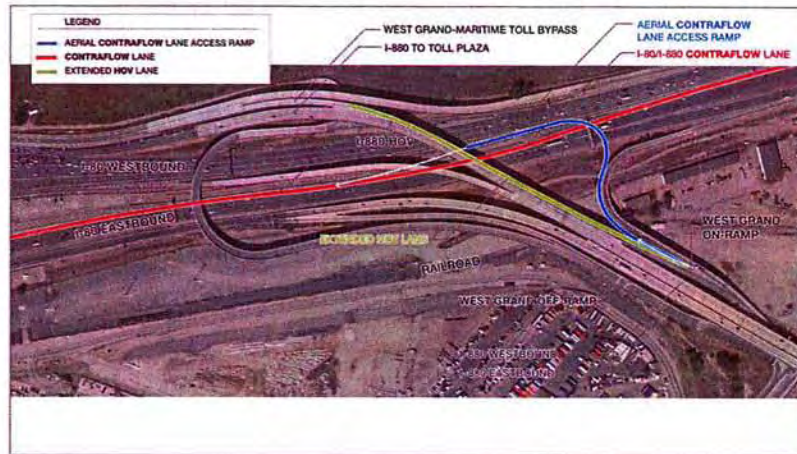 LEGEND
AERIAL CONTRAFLOW LANE ACCESS RAMP
CONTRAFLOW LANE
EXTENDED HOV LANE
WEST GRAND-MARITIME TOLL BYPASS
I-880 TO TOLL PLAZA
AERIAL CONTRAFLOW
LANE ACCESS RAMP
I-80/I-880 CONTRAFLOW LANE
I-80 WESTBOUND
I-880 HOV
I-80 EASTBOUND
EXTENDED HOV LANE
RAILROAD
WEST GRAND
ON-RAMP
WEST GRAND OFF-RAMP
I-880 WESTBOUND
I-880 EASTBOUND